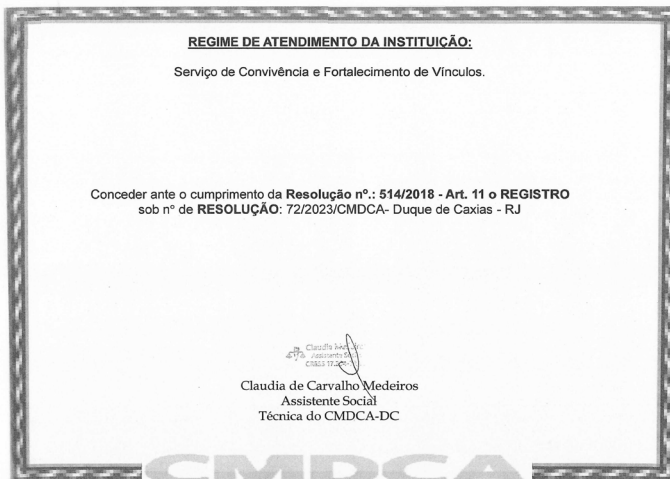 REGIME DE ATENDIMENTO DA INSTITUIÇÃO:
Serviço de Convivência e Fortalecimento de Vínculos.
Conceder ante o cumprimento da Resolução nº.: 514/2018 - Art. 11 o REGISTRO
sob nº de RESOLUÇÃO: 72/2023/CMDCA- Duque de Caxias - RJ
Assistente
CRESS
Claudia de Carvalho Medeiros
Assistente Social
Técnica do CMDCA-DC
CMDCA